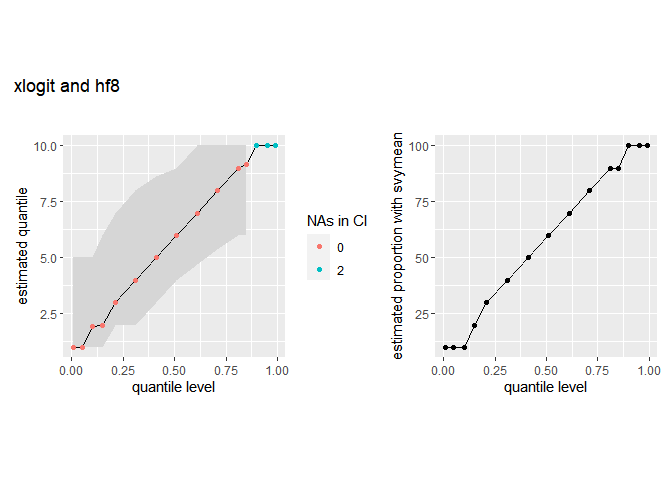 xlogit and hf8
estimated quantile
10.0
7.5
5.0
2.5
0.00 0.25 0.50 0.75 1.00
quantile level
NAs in CI
0
2
estimated proportion with svymean
100
75
50
25
0.00 0.25 0.50 0.75 1.00
quantile level